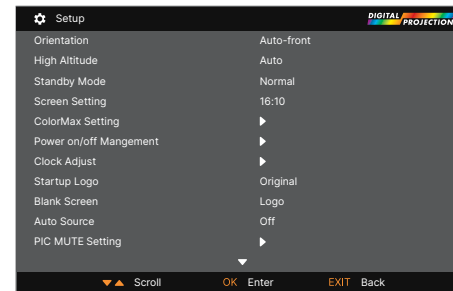 Setup
DIGITAL
PROJECTION
Orientation Auto-front
High Altitude Auto
Standby Mode Normal
Screen Setting 16:10
ColorMax Setting
Power on/off Mangement
Clock Adjust
Startup Logo Original
Blank Screen Logo
Auto Source Off
PIC MUTE Setting
Scroll OK Enter EXIT Back